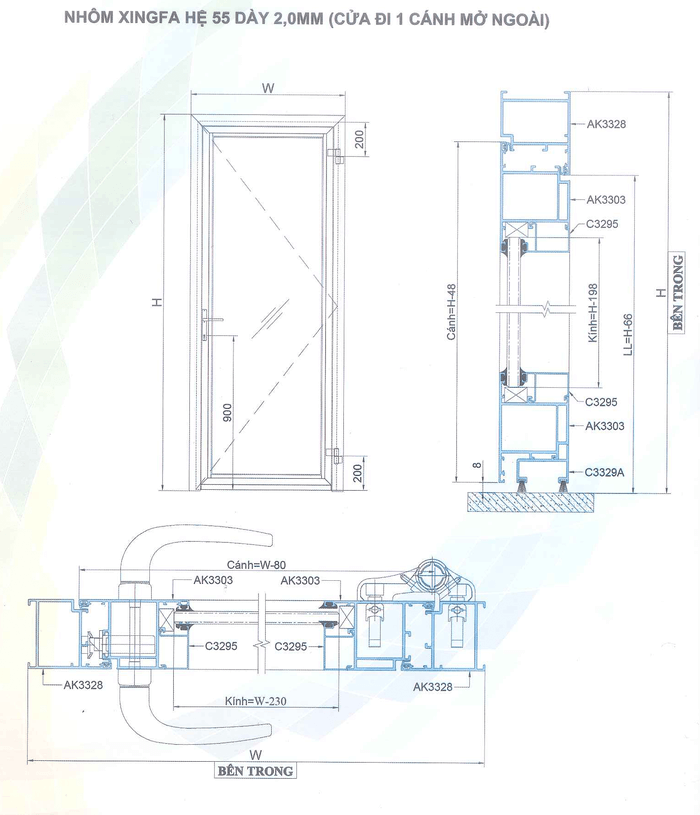 NHÔM XINGFA HỆ 55 DÀY 2,0MM (CỬA ĐI 1 CÁNH MỞ NGOÀI)
W
200
H
900
200
AK3328
AK3303
C3295
Cánh=H-48
Kính=H-198
LL=H-66
H
BÊN TRONG
C3295
AK3303
C3329A
8
Cánh=W-80
AK3303 AK3303
C3295 C3295
AK3328 AK3328
Kính=W-230
W
BÊN TRONG